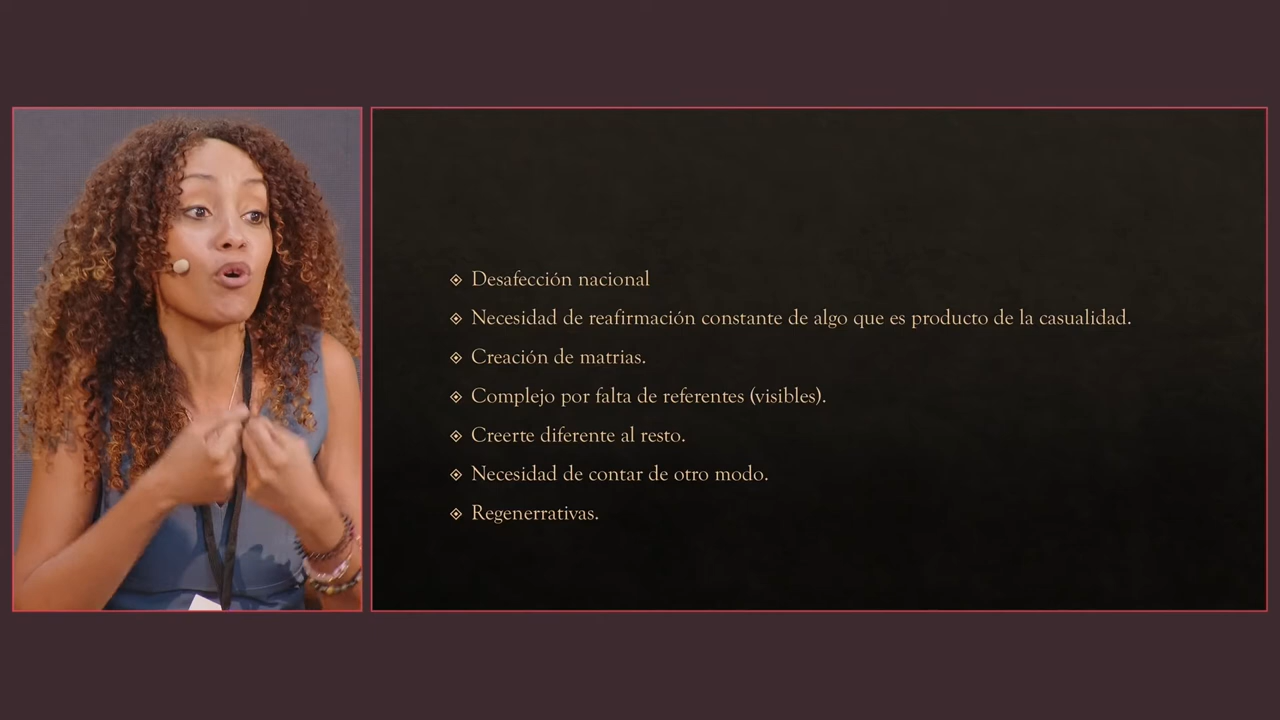 Desafección nacional
Necesidad de reafirmación constante de algo que es producto de la casualidad.
Creación de matrias.
Complejo por falta de referentes (visibles).
Creerte diferente al resto.
Necesidad de contar de otro modo.
Regenerrativas.